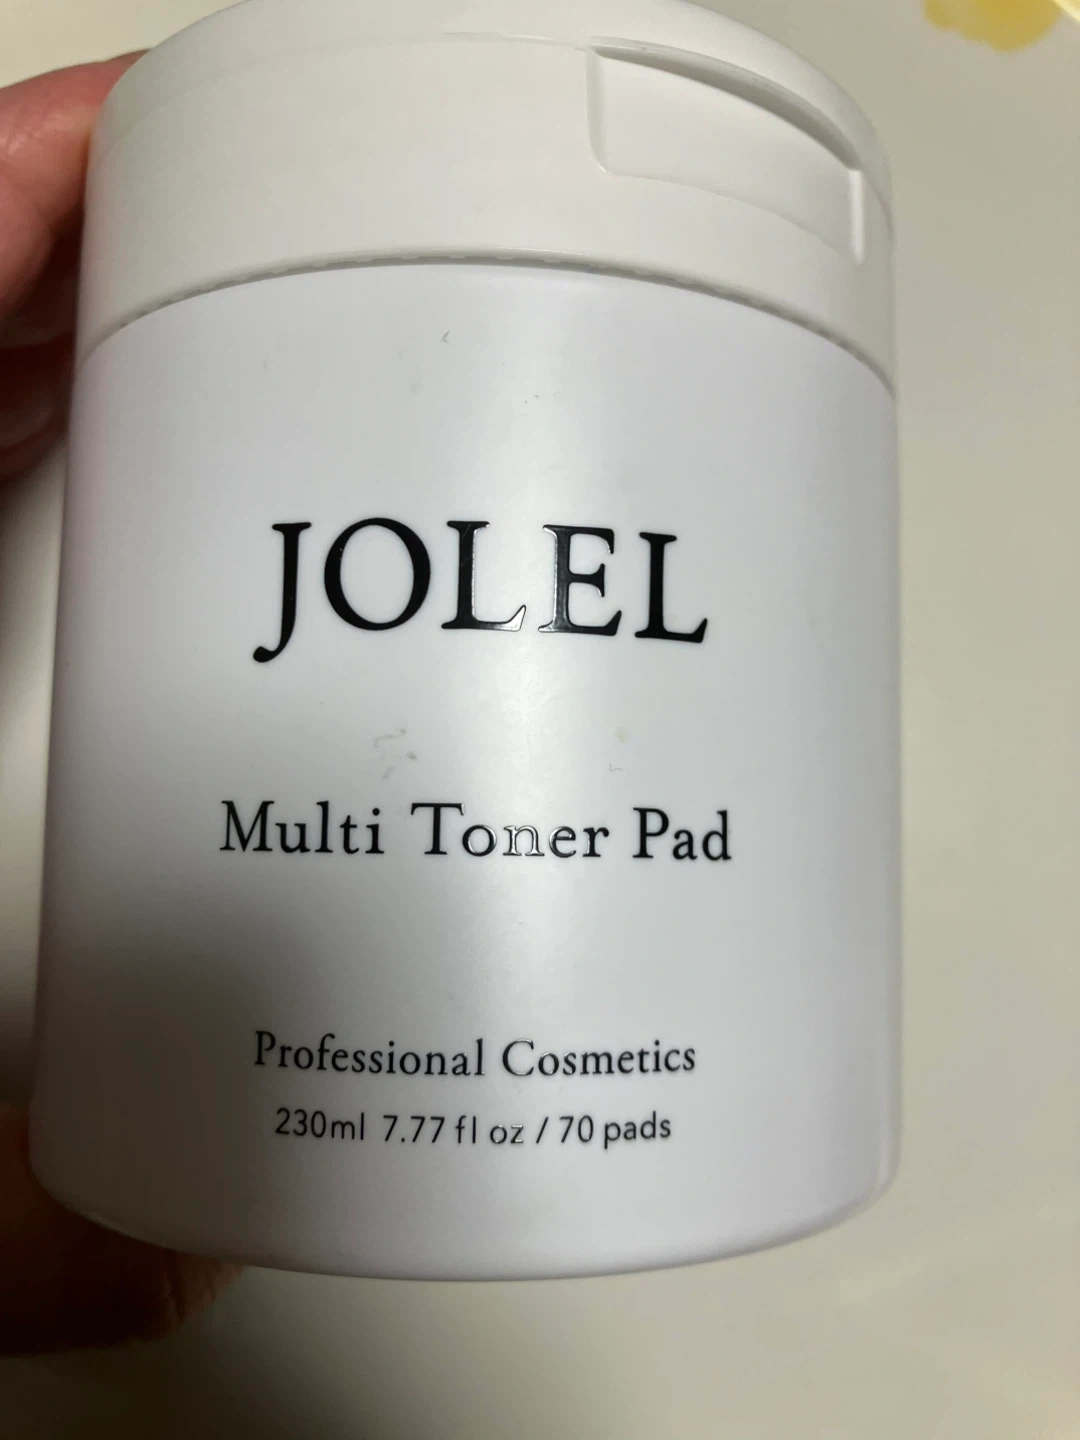 JOLEL
Multi Toner Pad
Professional Cosmetics
230ml 7.77 fl oz / 70 pads